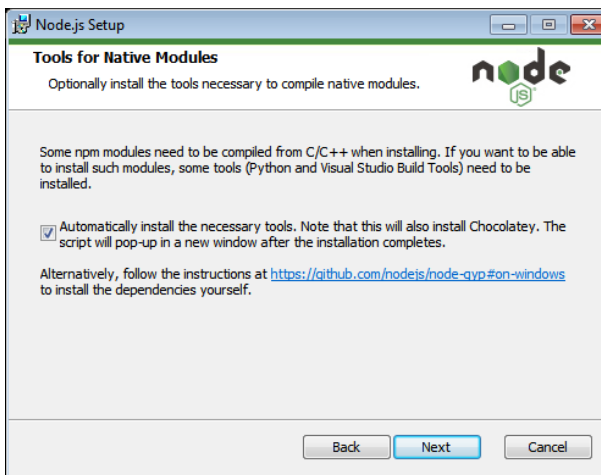 Node.js Setup
Tools for Native Modules
Optionally install the tools necessary to compile native modules.
node
JS
Some npm modules need to be compiled from C/C++ when installing. If you want to be able
to install such modules, some tools (Python and Visual Studio Build Tools) need to be
installed.
Automatically install the necessary tools. Note that this will also install Chocolatey. The
script will pop-up in a new window after the installation completes.
Alternatively, follow the instructions at https://github.com/nodejs/node-gyp#on-windows
to install the dependencies yourself.
Back Next Cancel